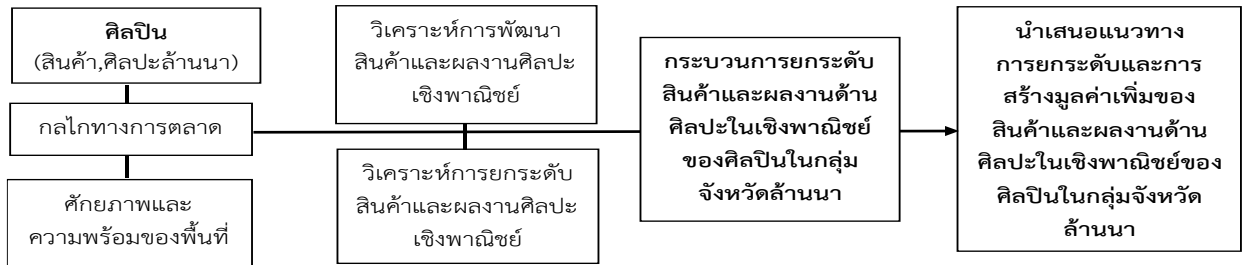 ศิลปิน
(สินค้า,ศิลปะล้านนา)
กลไกทางการตลาด
ศักยภาพและ
ความพร้อมของพื้นที่
วิเคราะห์การพัฒนา
สินค้าและผลงานศิลปะ
เชิงพาณิชย์
วิเคราะห์การยกระดับ
สินค้าและผลงานศิลปะ
เชิงพาณิชย์
กระบวนการยกระดับ
สินค้าและผลงานด้าน
ศิลปะในเชิงพาณิชย์
ของศิลปินในกลุ่ม
จังหวัดล้านนา
นำเสนอแนวทาง
การยกระดับและการ
สร้างมูลค่าเพิ่มของ
สินค้าและผลงานด้าน
ศิลปะในเชิงพาณิชย์ของ
ศิลปินในกลุ่มจังหวัด
ล้านนา